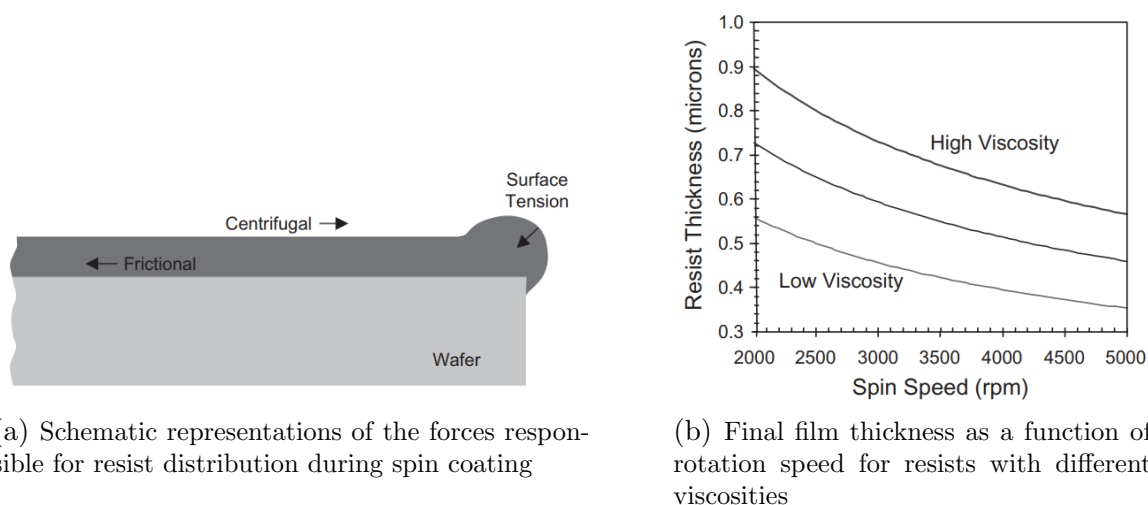 Surface
Tension
Centrifugal
Frictional
Wafer
(a) Schematic representations of the forces respon-
sible for resist distribution during spin coating
Resist Thickness (microns)
1.0
0.9
0.8
0.7
0.6
0.5
0.4
0.3
High Viscosity
Low Viscosity
2000 2500 3000 3500 4000 4500 5000
Spin Speed (rpm)
(b) Final film thickness as a function of
rotation speed for resists with different
viscosities